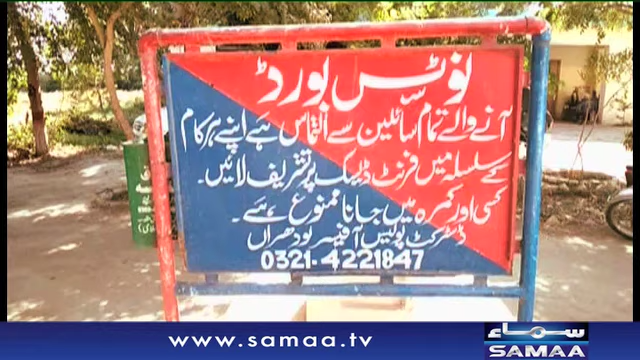 نوٹس بورڈ
آنے والے تمام سائلین سے التماس ہے اپنے ہر کام
کے سلسلہ میں فرنٹ ڈیسک پر تشریف لائیں۔
کسی اور کمرہ میں جانا ممنوع ہے۔
ڈسٹرکٹ پولیس آفیسر لودھراں
0321-4221847
www.samaa.tv
سماء
SAMAA